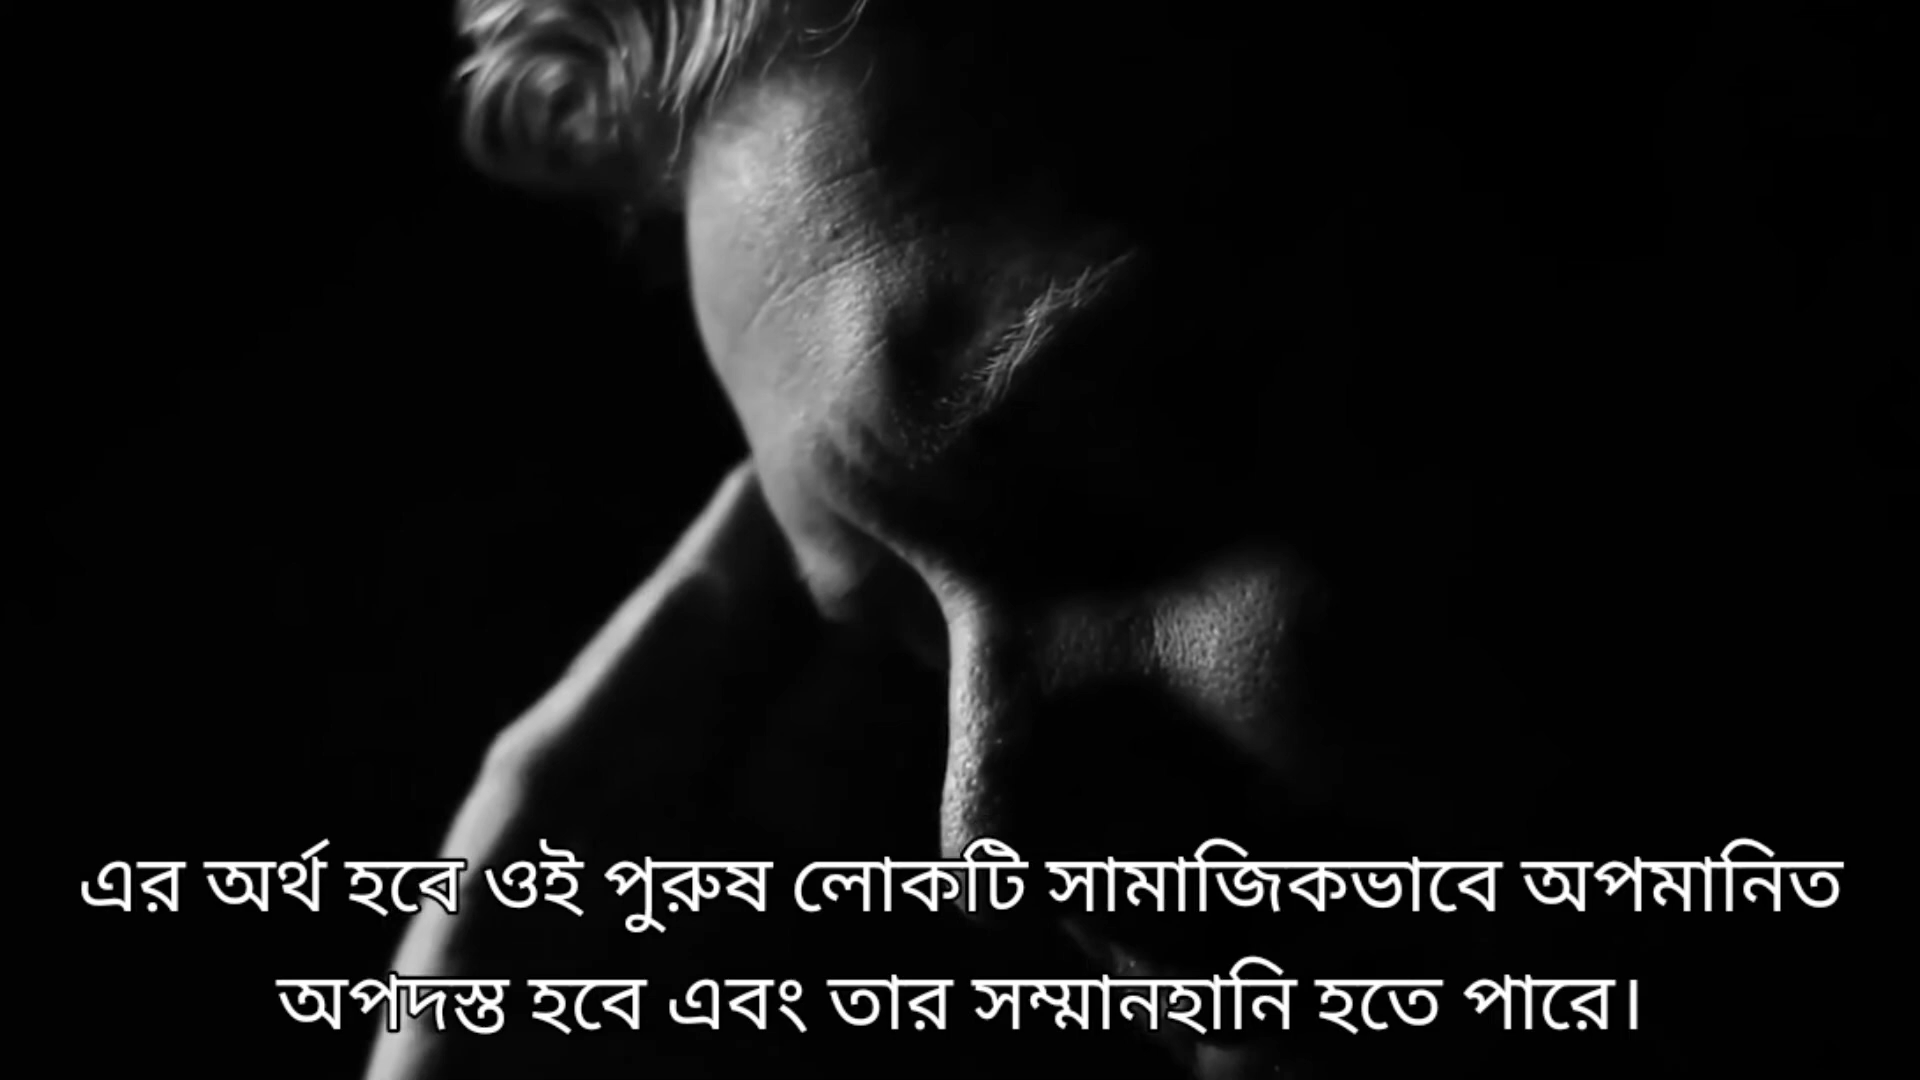 এর অর্থ হবে ওই পুরুষ লোকটি সামাজিকভাবে অপমানিত
অপদস্ত হবে এবং তার সম্মানহানি হতে পারে।